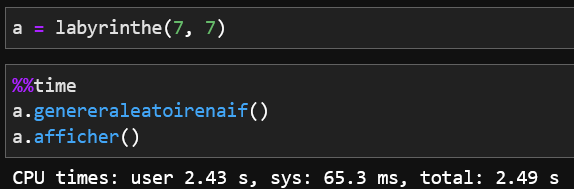 a = labyrinthe(7, 7)
%%time
a.genereraleatoirenaif()
a.afficher()
CPU times: user 2.43 s, sys: 65.3 ms, total: 2.49 s